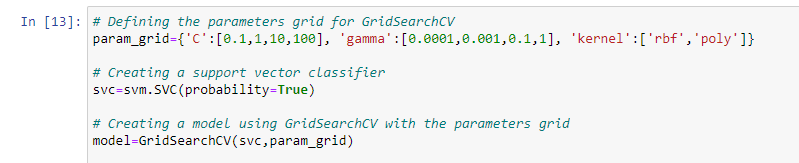 In [13]: # Defining the parameters grid for GridSearchCV
param_grid={'C':[0.1,1,10,100], 'gamma':[0.0001,0.001,0.1,1], 'kernel':['rbf','poly']}
# Creating a support vector classifier
svc=svm.SVC(probability=True)
# Creating a model using GridSearchCV with the parameters grid
model=GridSearchCV(svc,param_grid)